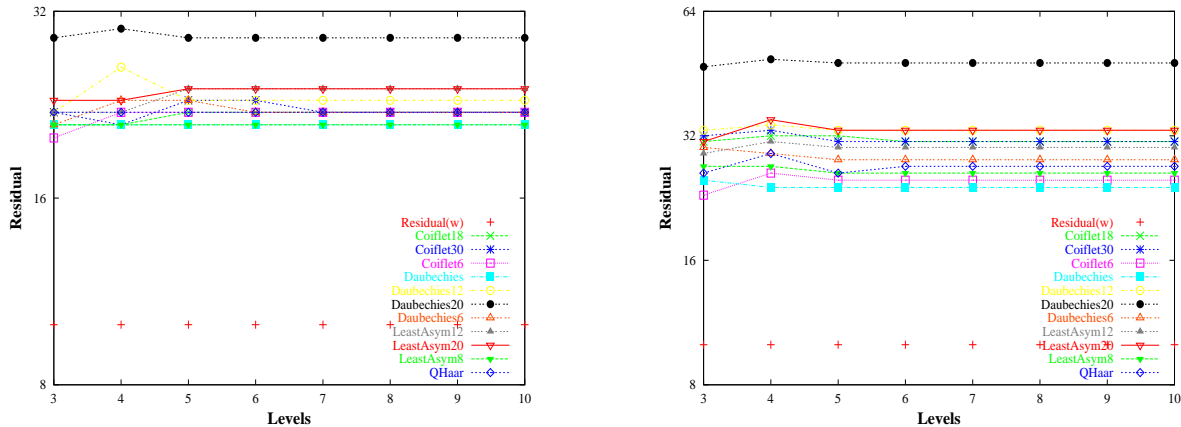 32
16
8
Residual
Residual(w)
Coiflet18
Coiflet30
Coiflet6
Daubechies
Daubechies12
Daubechies20
Daubechies6
LeastAsym12
LeastAsym20
LeastAsym8
QHaar
3 4 5 6 7 8 9 10
Levels
64
32
16
8
Residual
Residual(w)
Coiflet18
Coiflet30
Coiflet6
Daubechies
Daubechies12
Daubechies20
Daubechies6
LeastAsym12
LeastAsym20
LeastAsym8
QHaar
3 4 5 6 7 8 9 10
Levels